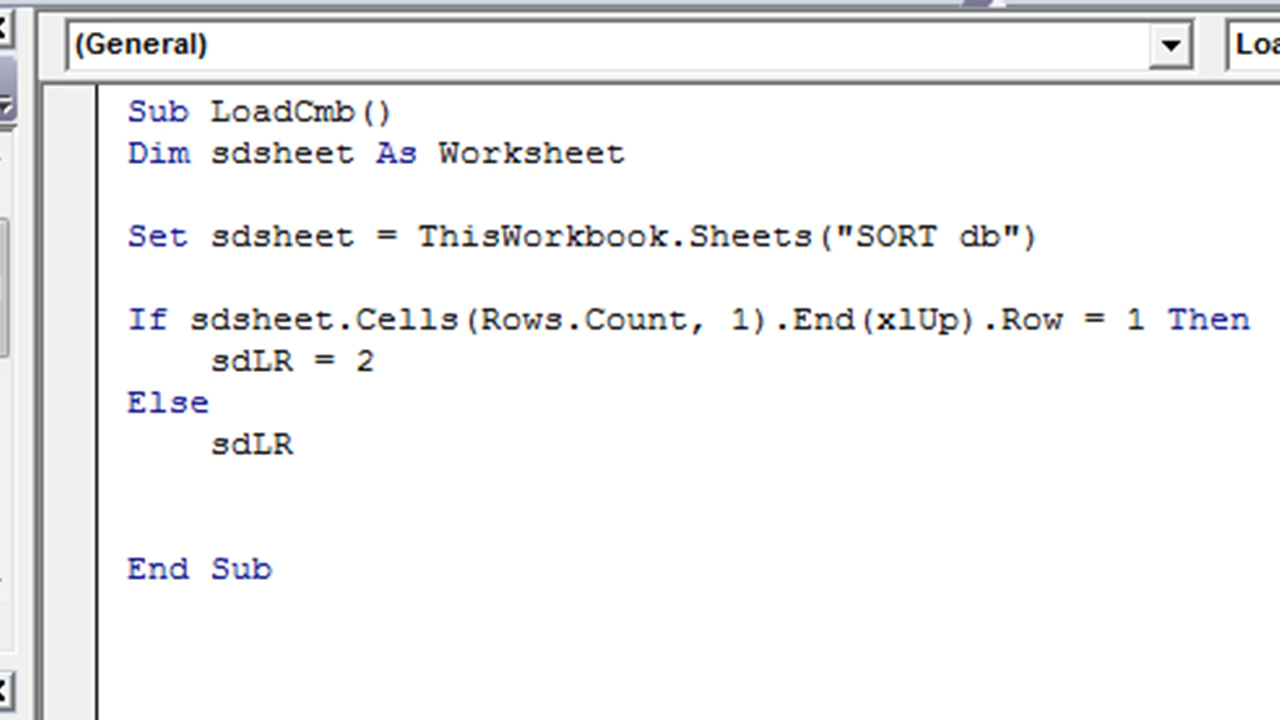 (General)
Loa
Sub LoadCmb()
Dim sdsheet As Worksheet
Set sdsheet = ThisWorkbook.Sheets("SORT db")
If sdsheet.Cells(Rows.Count, 1).End(xlUp).Row = 1 Then
    sdLR = 2
Else
    sdLR
End Sub